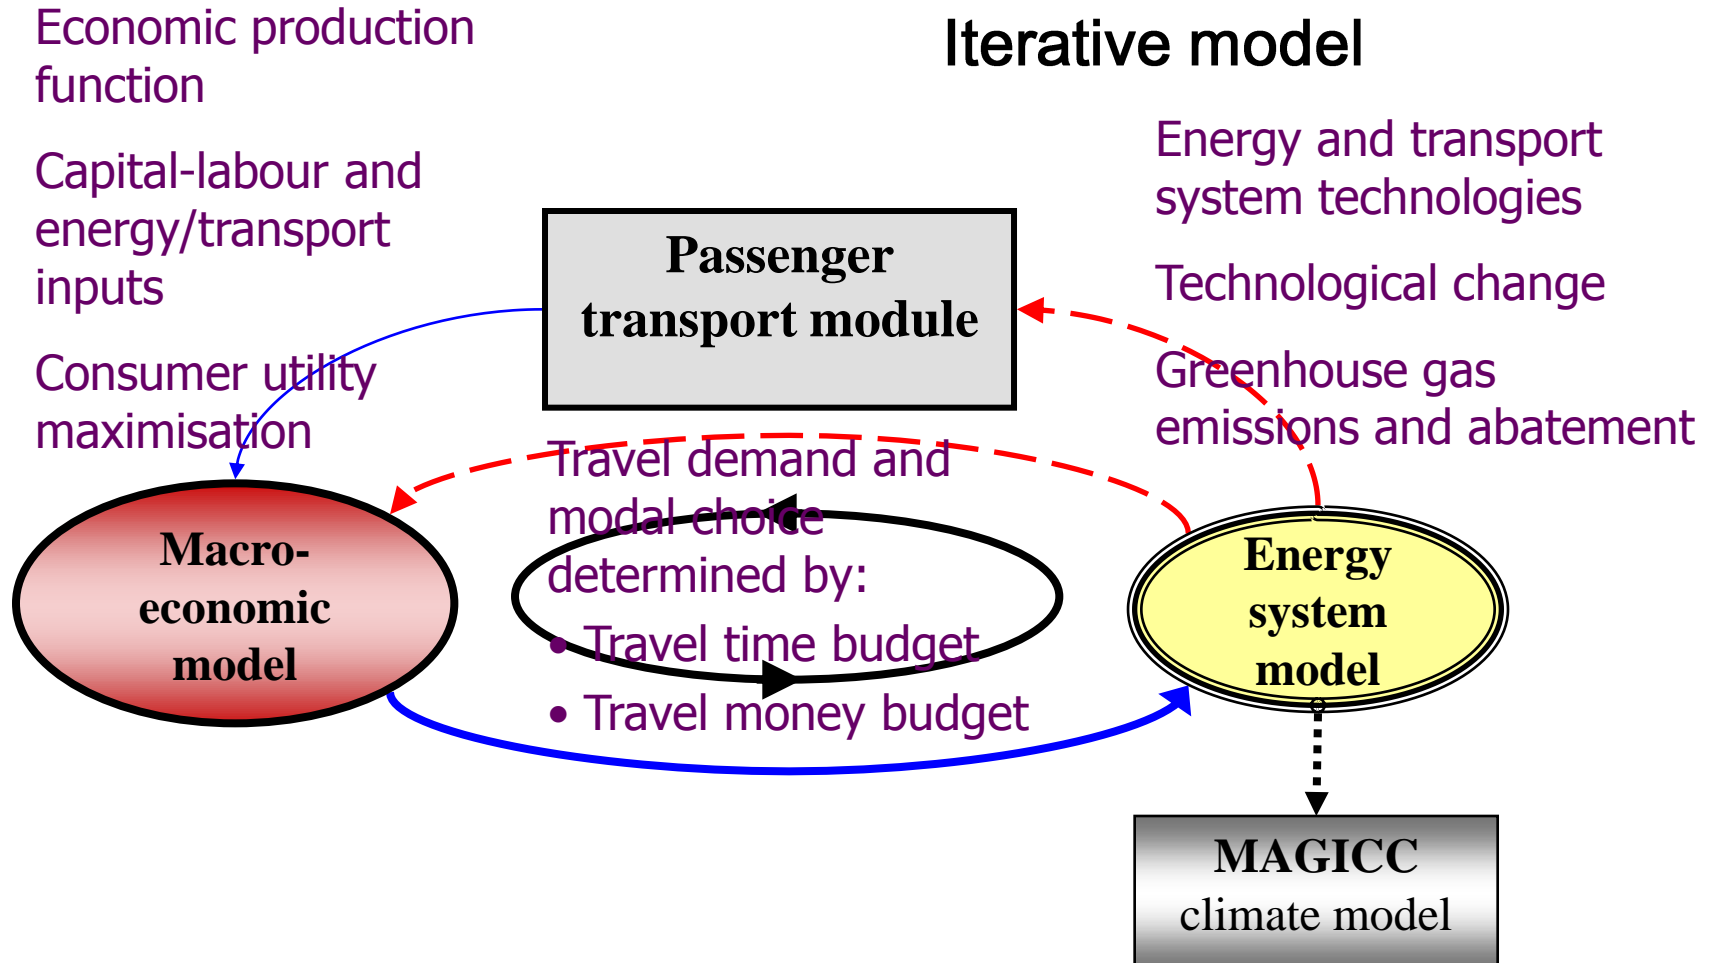 Economic production
function
Iterative model
Capital-labour and
energy/transport
inputs
Consumer utility
maximisation
Energy and transport
system technologies
Technological change
Greenhouse gas
emissions and abatement
Passenger
transport module
Travel demand and
modal choice
determined by:
• Travel time budget
• Travel money budget
Macro-
economic
model
Energy
system
model
MAGICC
climate model